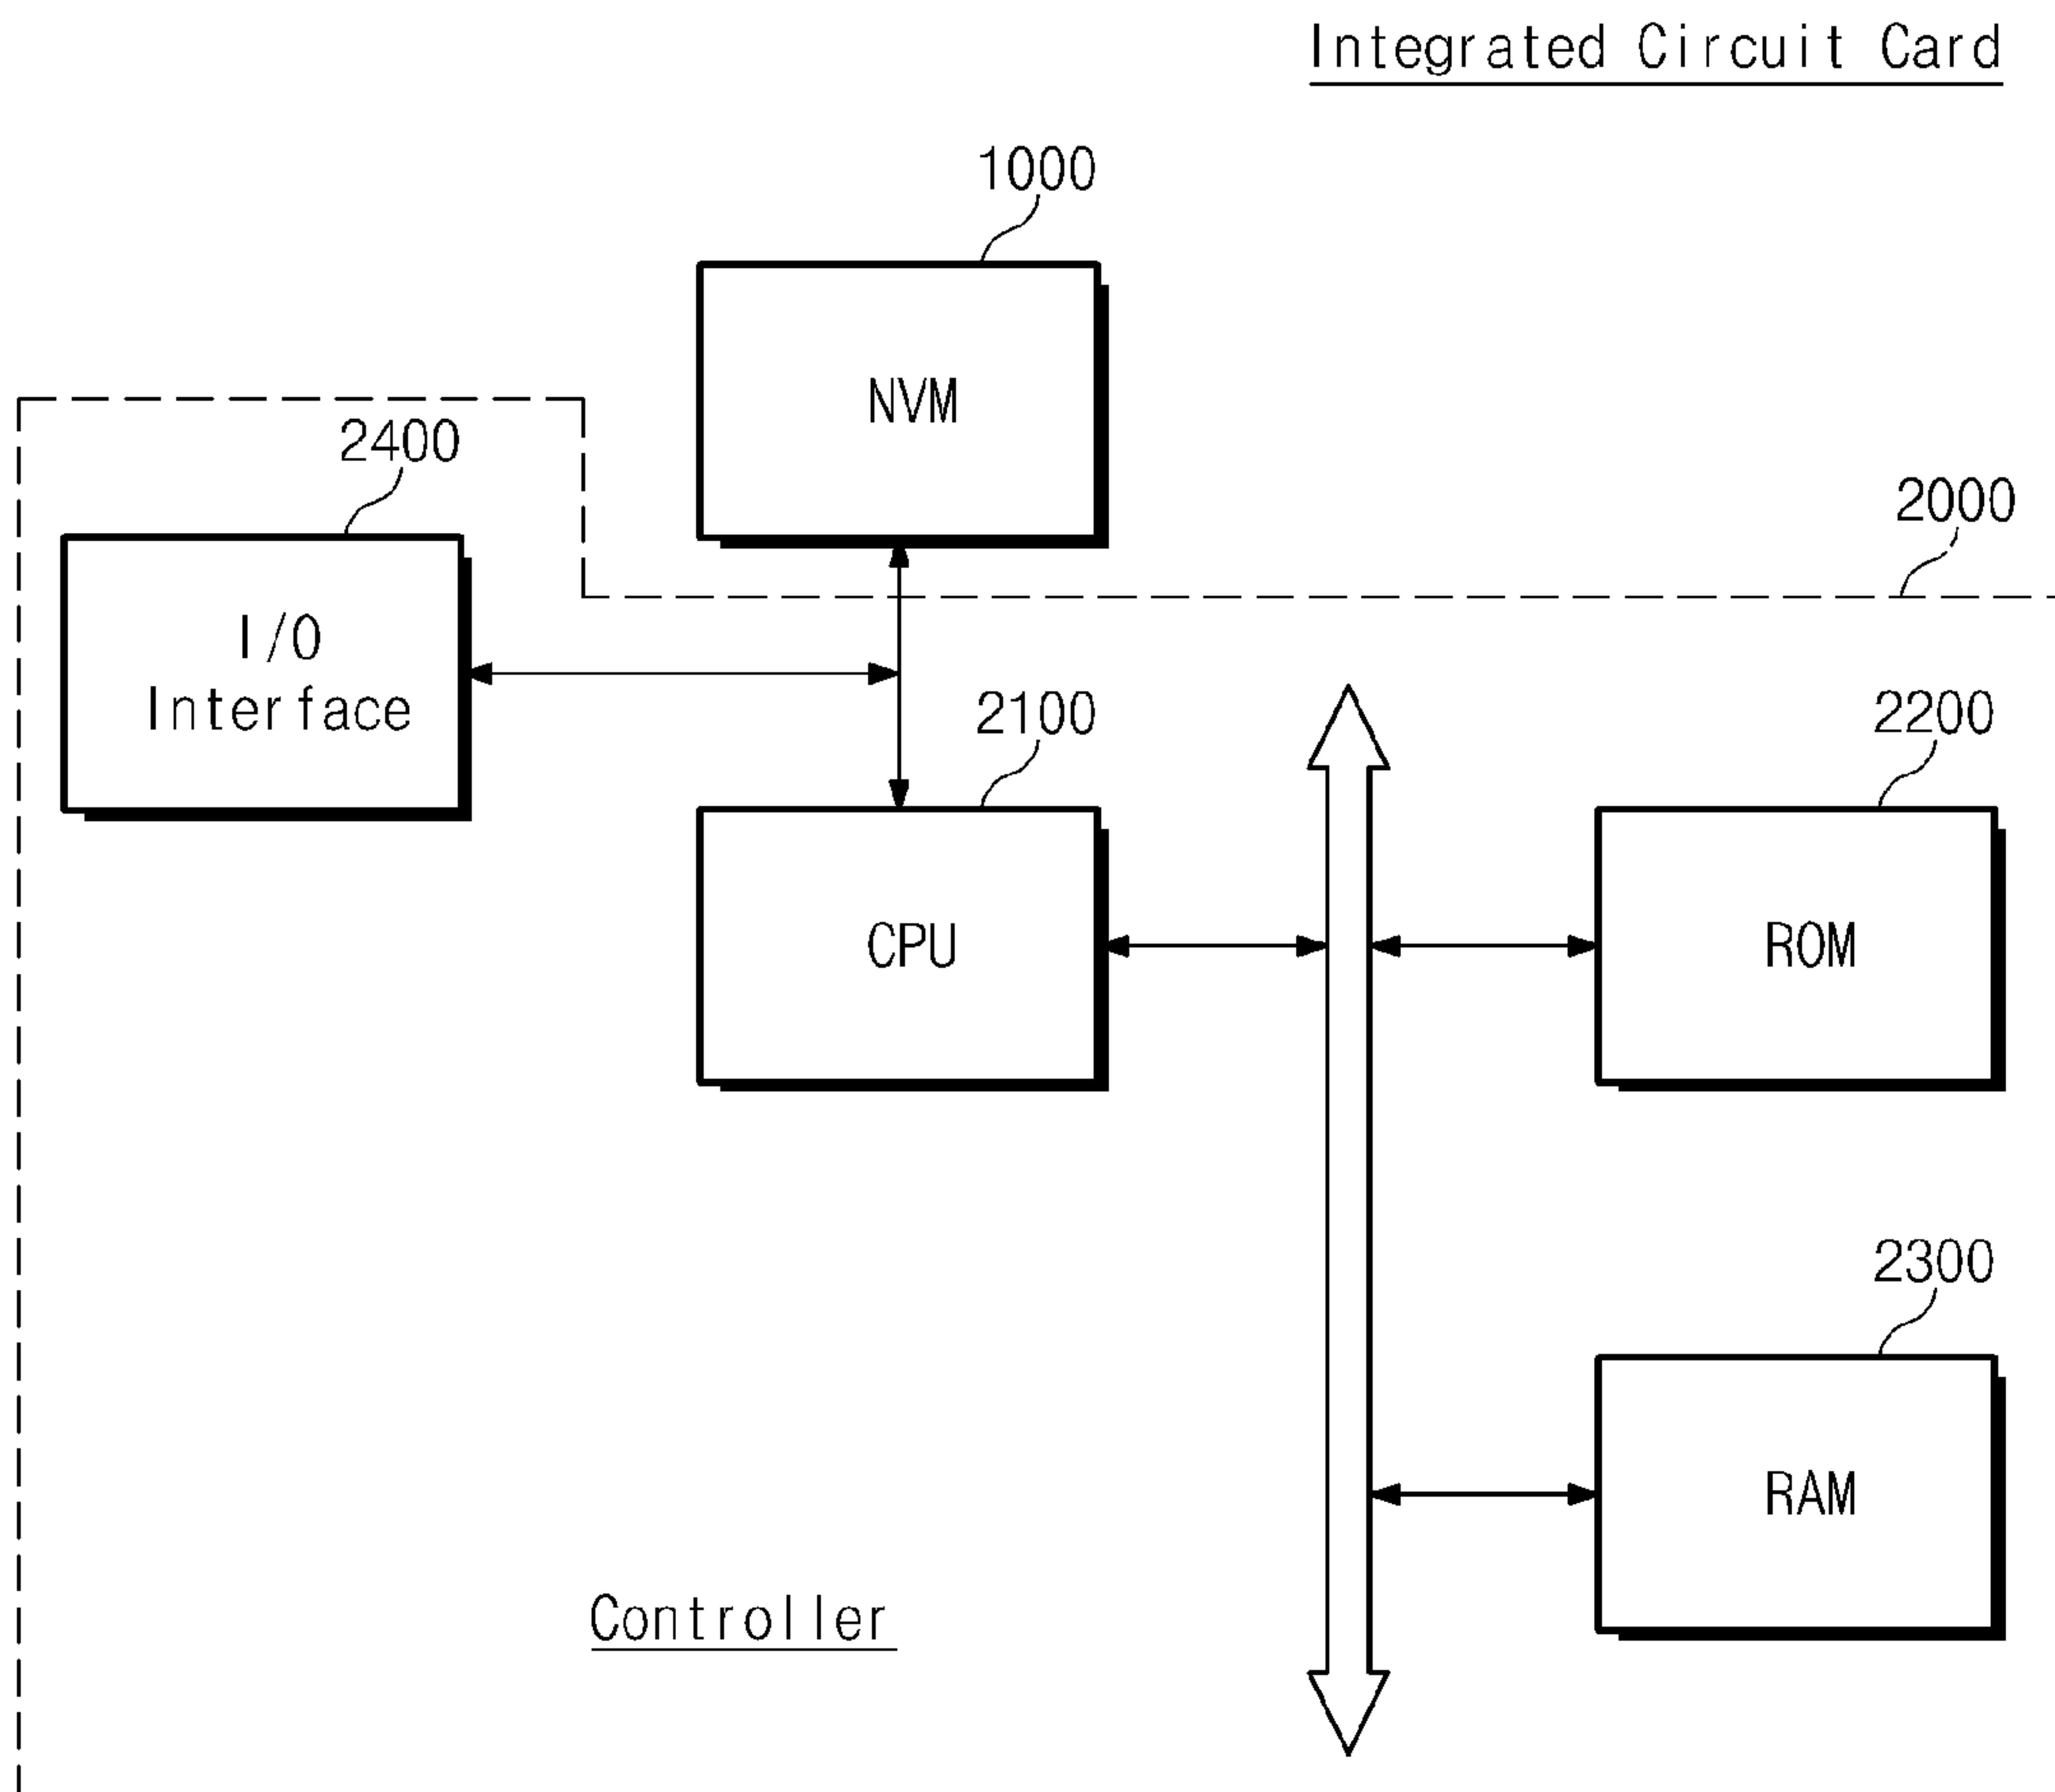 Integrated Circuit Card
1000
NVM
2400
2000
I/O
Interface
2100
2200
CPU
ROM
2300
RAM
Controller